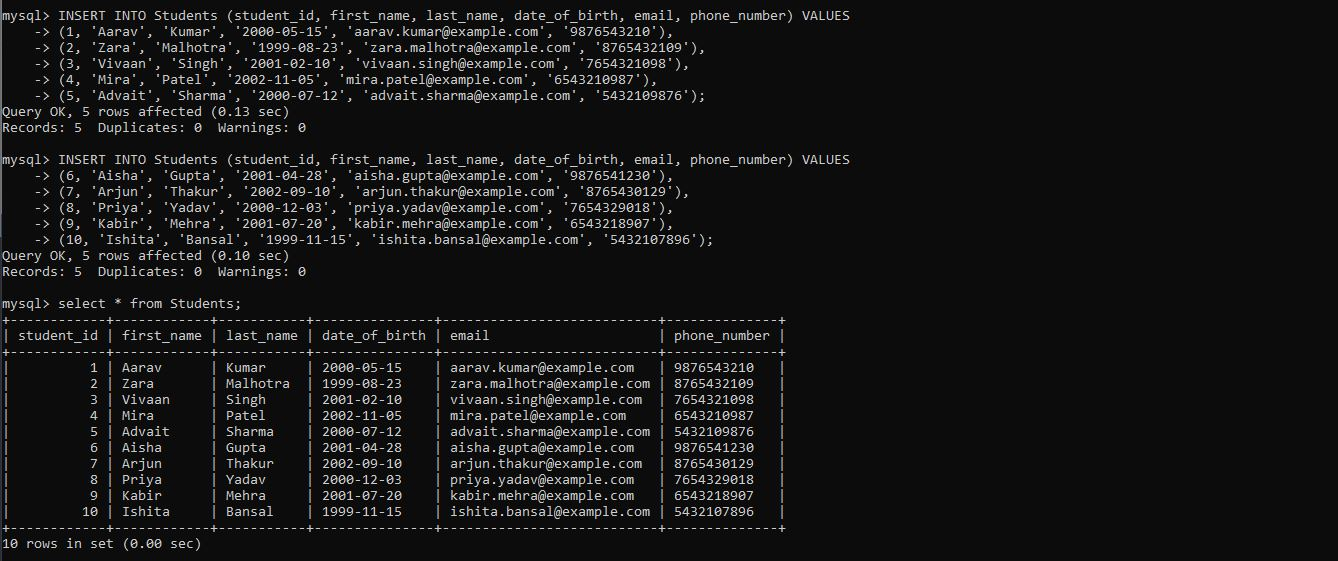 mysql> INSERT INTO Students (student_id, first_name, last_name, date_of_birth, email, phone_number) VALUES
    -> (1, 'Aarav', 'Kumar', '2000-05-15', 'aarav.kumar@example.com', '9876543210'),
    -> (2, 'Zara', 'Malhotra', '1999-08-23', 'zara.malhotra@example.com', '8765432109'),
    -> (3, 'Vivaan', 'Singh', '2001-02-10', 'vivaan.singh@example.com', '7654321098'),
    -> (4, 'Mira', 'Patel', '2002-11-05', 'mira.patel@example.com', '6543210987'),
    -> (5, 'Advait', 'Sharma', '2000-07-12', 'advait.sharma@example.com', '5432109876');
Query OK, 5 rows affected (0.13 sec)
Records: 5  Duplicates: 0  Warnings: 0

mysql> INSERT INTO Students (student_id, first_name, last_name, date_of_birth, email, phone_number) VALUES
    -> (6, 'Aisha', 'Gupta', '2001-04-28', 'aisha.gupta@example.com', '9876541230'),
    -> (7, 'Arjun', 'Thakur', '2002-09-10', 'arjun.thakur@example.com', '8765430129'),
    -> (8, 'Priya', 'Yadav', '2000-12-03', 'priya.yadav@example.com', '7654329018'),
    -> (9, 'Kabir', 'Mehra', '2001-07-20', 'kabir.mehra@example.com', '6543218907'),
    -> (10, 'Ishita', 'Bansal', '1999-11-15', 'ishita.bansal@example.com', '5432107896');
Query OK, 5 rows affected (0.10 sec)
Records: 5  Duplicates: 0  Warnings: 0

mysql> select * from Students;
+------------+------------+-----------+---------------+---------------------------+--------------+
| student_id | first_name | last_name | date_of_birth | email                     | phone_number |
+------------+------------+-----------+---------------+---------------------------+--------------+
|          1 | Aarav      | Kumar     | 2000-05-15    | aarav.kumar@example.com   | 9876543210   |
|          2 | Zara       | Malhotra  | 1999-08-23    | zara.malhotra@example.com | 8765432109   |
|          3 | Vivaan     | Singh     | 2001-02-10    | vivaan.singh@example.com  | 7654321098   |
|          4 | Mira       | Patel     | 2002-11-05    | mira.patel@example.com    | 6543210987   |
|          5 | Advait     | Sharma    | 2000-07-12    | advait.sharma@example.com | 5432109876   |
|          6 | Aisha      | Gupta     | 2001-04-28    | aisha.gupta@example.com   | 9876541230   |
|          7 | Arjun      | Thakur    | 2002-09-10    | arjun.thakur@example.com  | 8765430129   |
|          8 | Priya      | Yadav     | 2000-12-03    | priya.yadav@example.com   | 7654329018   |
|          9 | Kabir      | Mehra     | 2001-07-20    | kabir.mehra@example.com   | 6543218907   |
|         10 | Ishita     | Bansal    | 1999-11-15    | ishita.bansal@example.com | 5432107896   |
+------------+------------+-----------+---------------+---------------------------+--------------+
10 rows in set (0.00 sec)